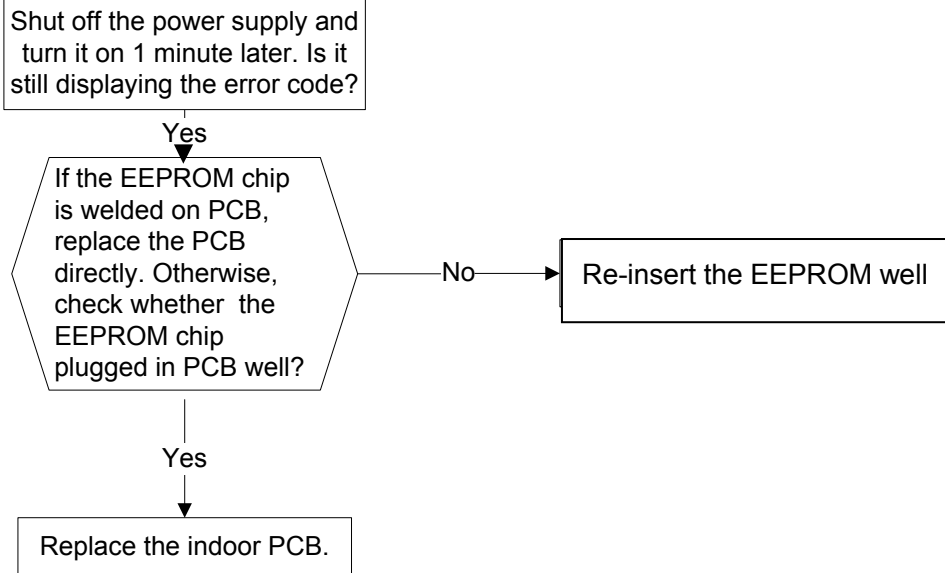 Shut off the power supply and
turn it on 1 minute later. Is it
still displaying the error code?
Yes
If the EEPROM chip
is welded on PCB,
replace the PCB
directly. Otherwise,
check whether the
EEPROM chip
plugged in PCB well?
No
Re-insert the EEPROM well
Yes
Replace the indoor PCB.